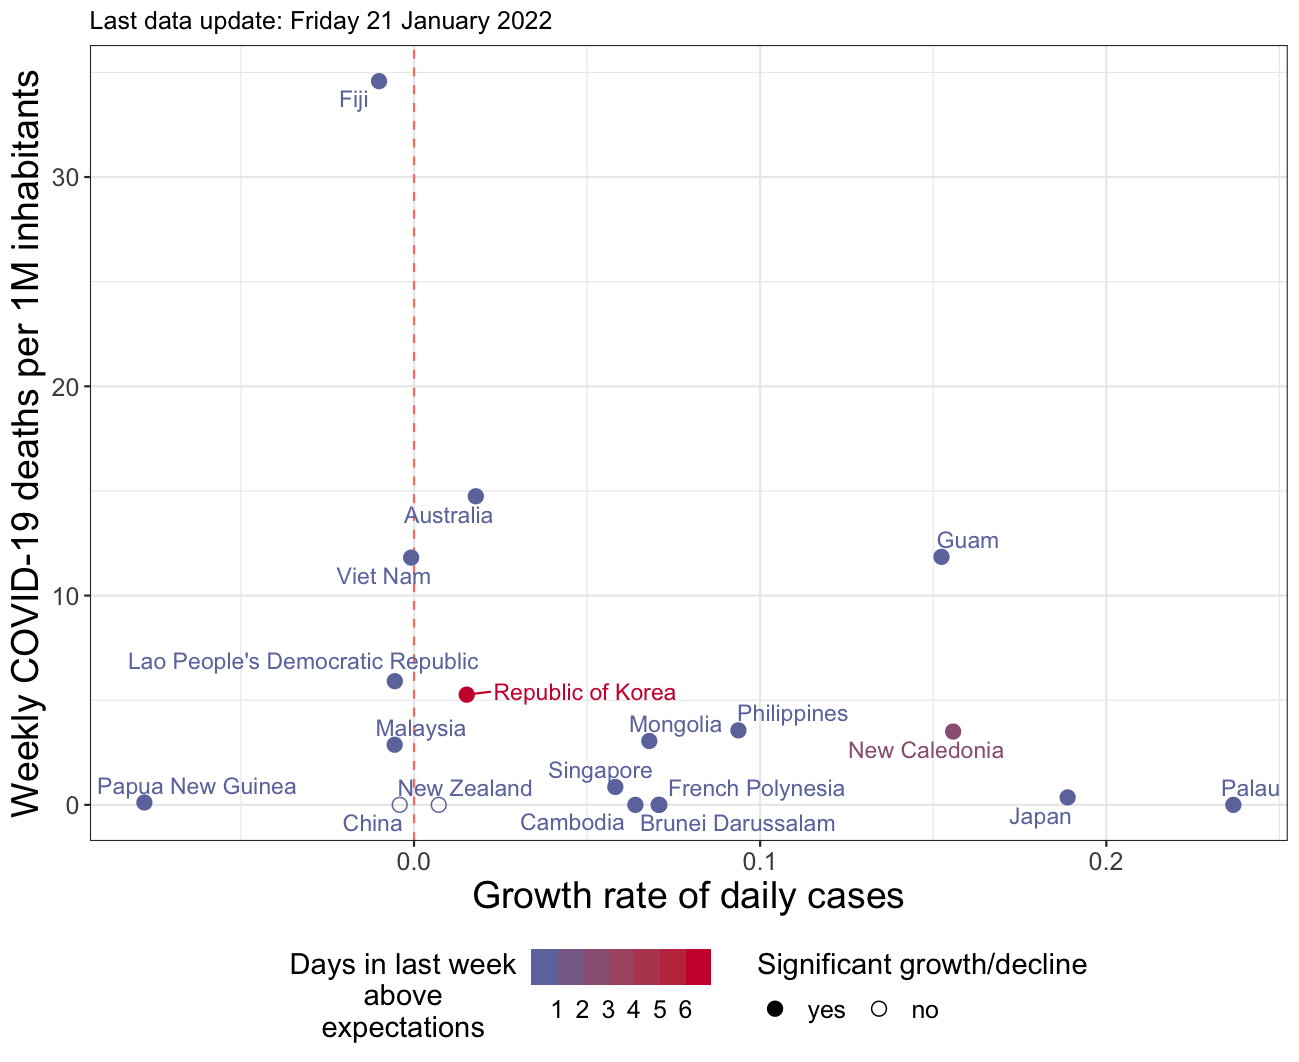 Last data update: Friday 21 January 2022
Weekly COVID-19 deaths per 1M inhabitants
30
20
10
0
Fiji
Australia
Guam
Viet Nam
Lao People's Democratic Republic
Republic of Korea
Philippines
Mongolia
Malaysia
New Caledonia
Singapore
Papua New Guinea
New Zealand
French Polynesia
Palau
China
Cambodia
Brunei Darussalam
Japan
0.0
0.1
0.2
Growth rate of daily cases
Days in last week
above
expectations
1 2 3 4 5 6
Significant growth/decline
yes
no